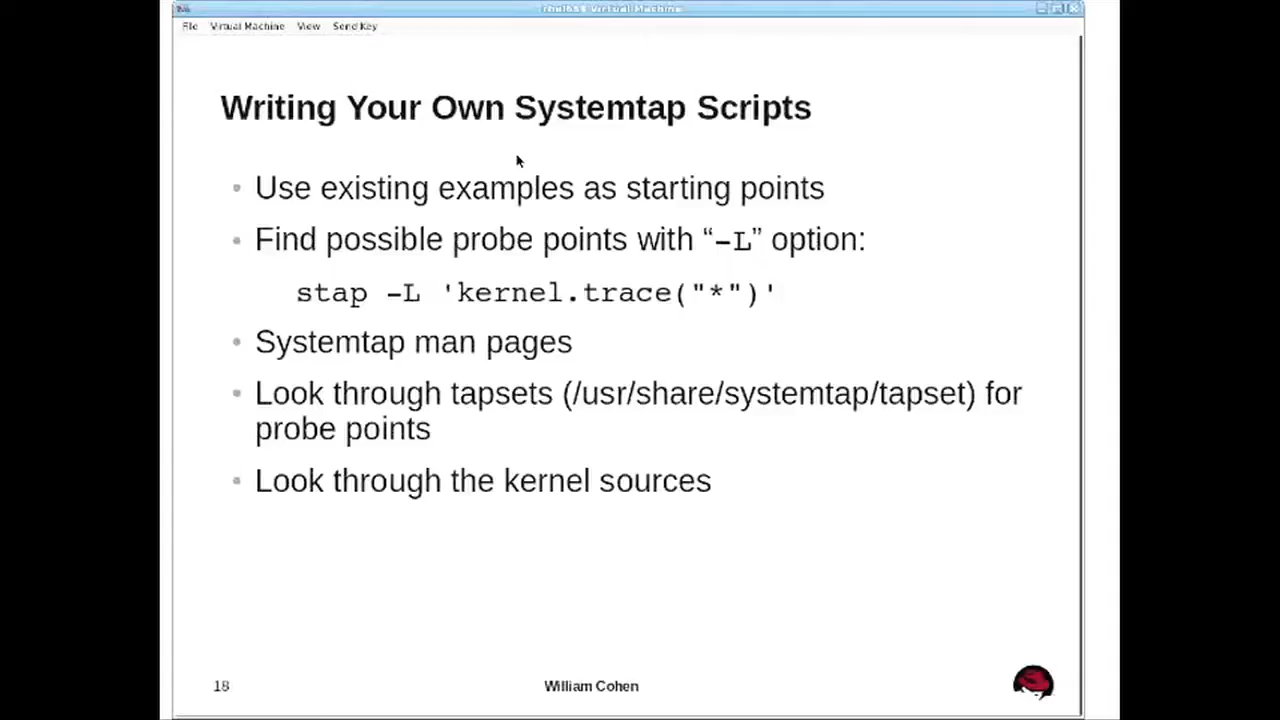 Virtual Machine
File Virtual Machine View Send Key
Writing Your Own Systemtap Scripts
• Use existing examples as starting points
• Find possible probe points with “-L” option:
stap -L 'kernel.trace("*")'
• Systemtap man pages
• Look through tapsets (/usr/share/systemtap/tapset) for
probe points
• Look through the kernel sources
18
William Cohen